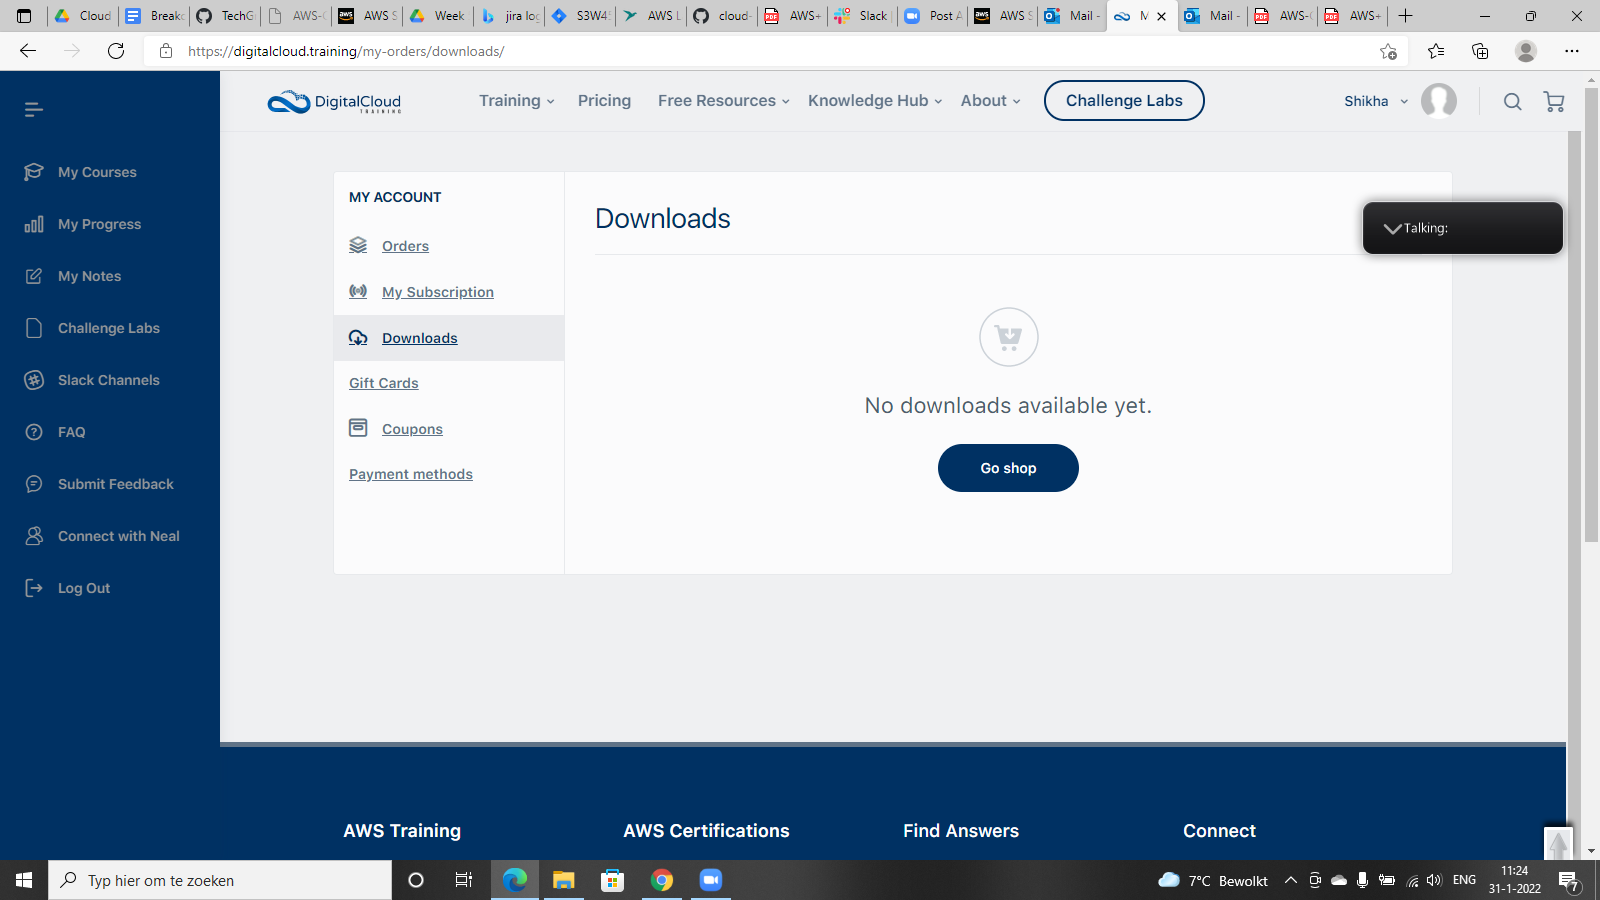 Cloud
Breako
TechG
AWS-C
AWS S
Week
jira log
S3W4S
AWS L
cloud-
AWS+
Slack
Post A
AWS S
Mail -
M
Mail -
AWS-C
AWS+
https://digitalcloud.training/my-orders/downloads/
DigitalCloud
TRAINING
Training
Pricing
Free Resources
Knowledge Hub
About
Challenge Labs
Shikha
My Courses
My Progress
My Notes
Challenge Labs
Slack Channels
FAQ
Submit Feedback
Connect with Neal
Log Out
MY ACCOUNT
Orders
My Subscription
Downloads
Gift Cards
Coupons
Payment methods
Downloads
Talking:
No downloads available yet.
Go shop
AWS Training
AWS Certifications
Find Answers
Connect
Typ hier om te zoeken
7°C Bewolkt
ENG
11:24
31-1-2022
7